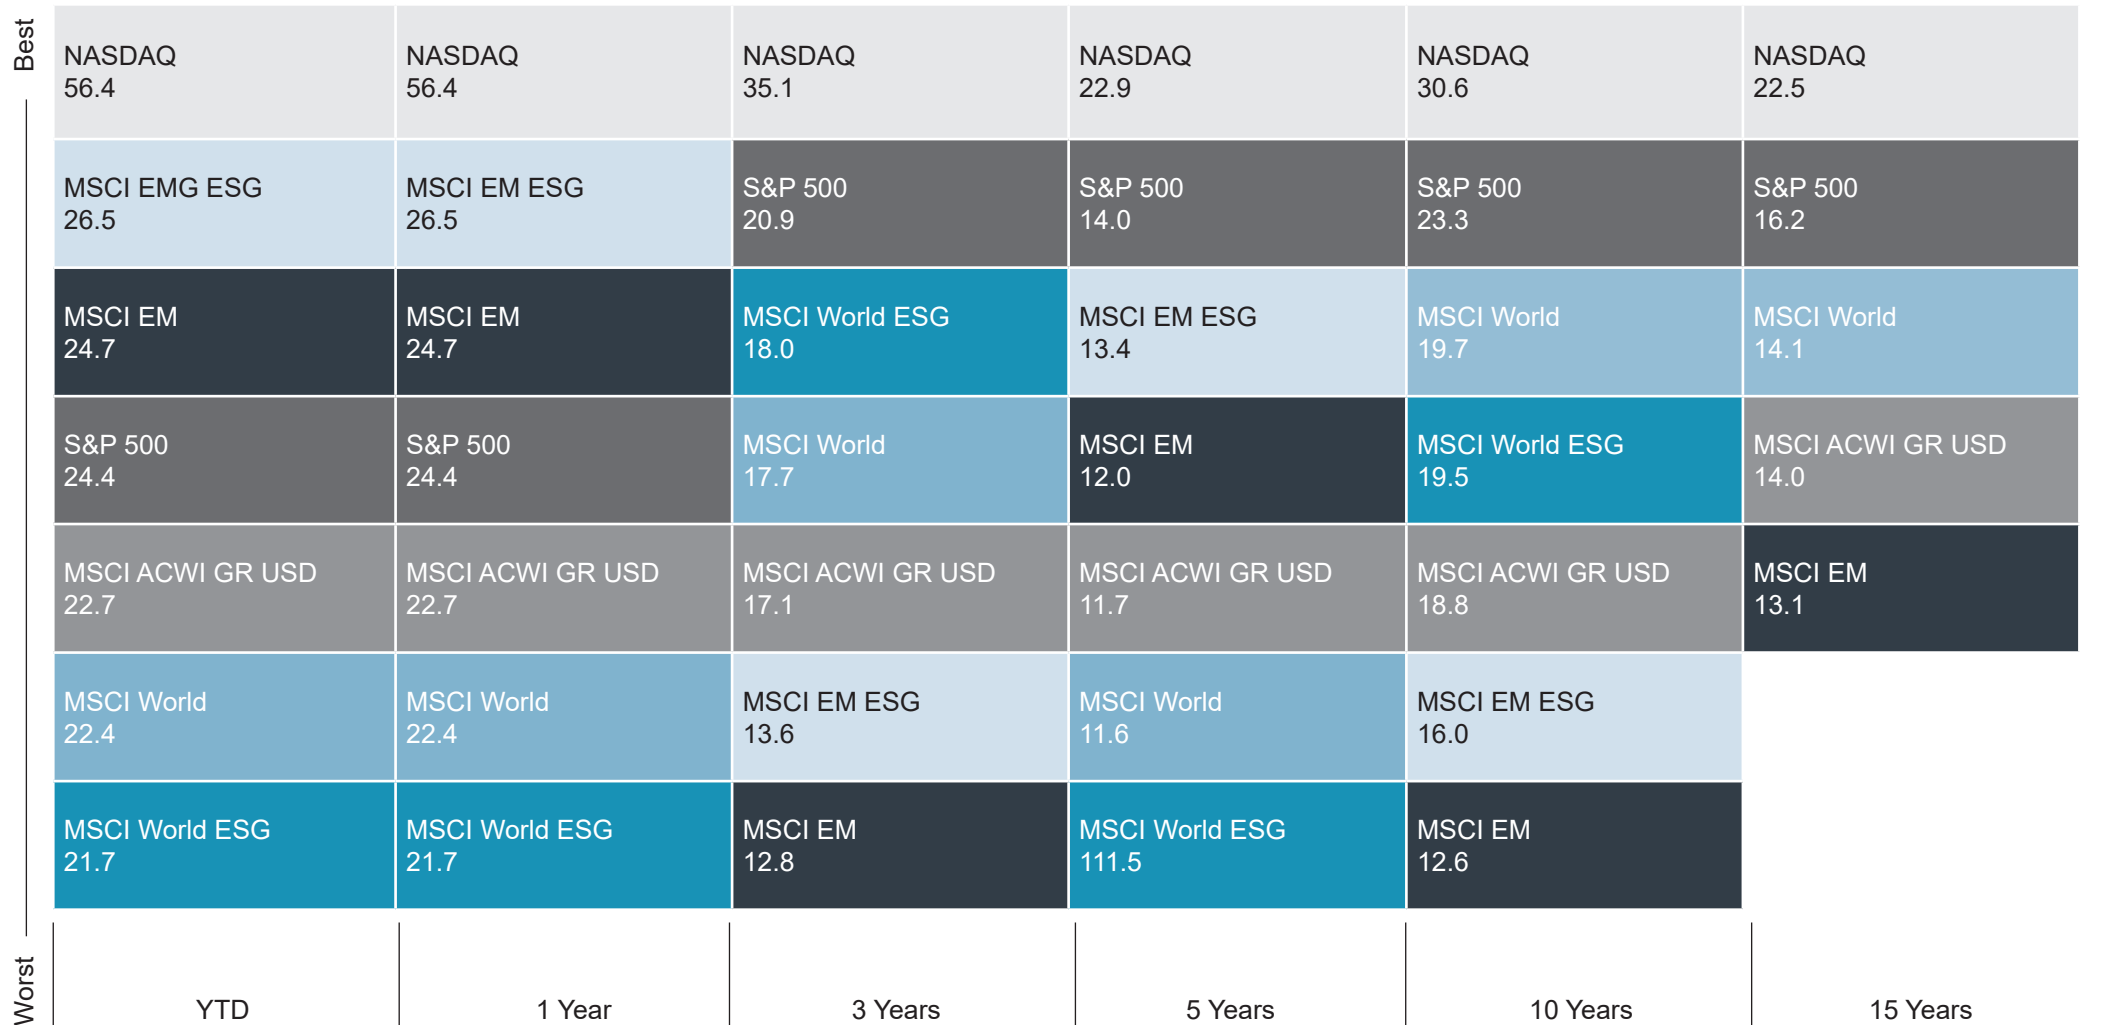 Best
NASDAQ
56.4
NASDAQ
56.4
NASDAQ
35.1
NASDAQ
22.9
NASDAQ
30.6
NASDAQ
22.5
MSCI EMG ESG
26.5
MSCI EM ESG
26.5
S&P 500
20.9
S&P 500
14.0
S&P 500
23.3
S&P 500
16.2
MSCI EM
24.7
MSCI EM
24.7
MSCI World ESG
18.0
MSCI EM ESG
13.4
MSCI World
19.7
MSCI World
14.1
S&P 500
24.4
S&P 500
24.4
MSCI World
17.7
MSCI EM
12.0
MSCI World ESG
19.5
MSCI ACWI GR USD
14.0
MSCI ACWI GR USD
22.7
MSCI ACWI GR USD
22.7
MSCI ACWI GR USD
17.1
MSCI ACWI GR USD
11.7
MSCI ACWI GR USD
18.8
MSCI EM
13.1
MSCI World
22.4
MSCI World
22.4
MSCI EM ESG
13.6
MSCI World
11.6
MSCI EM ESG
16.0
MSCI World ESG
21.7
MSCI World ESG
21.7
MSCI EM
12.8
MSCI World ESG
111.5
MSCI EM
12.6
Worst
YTD
1 Year
3 Years
5 Years
10 Years
15 Years